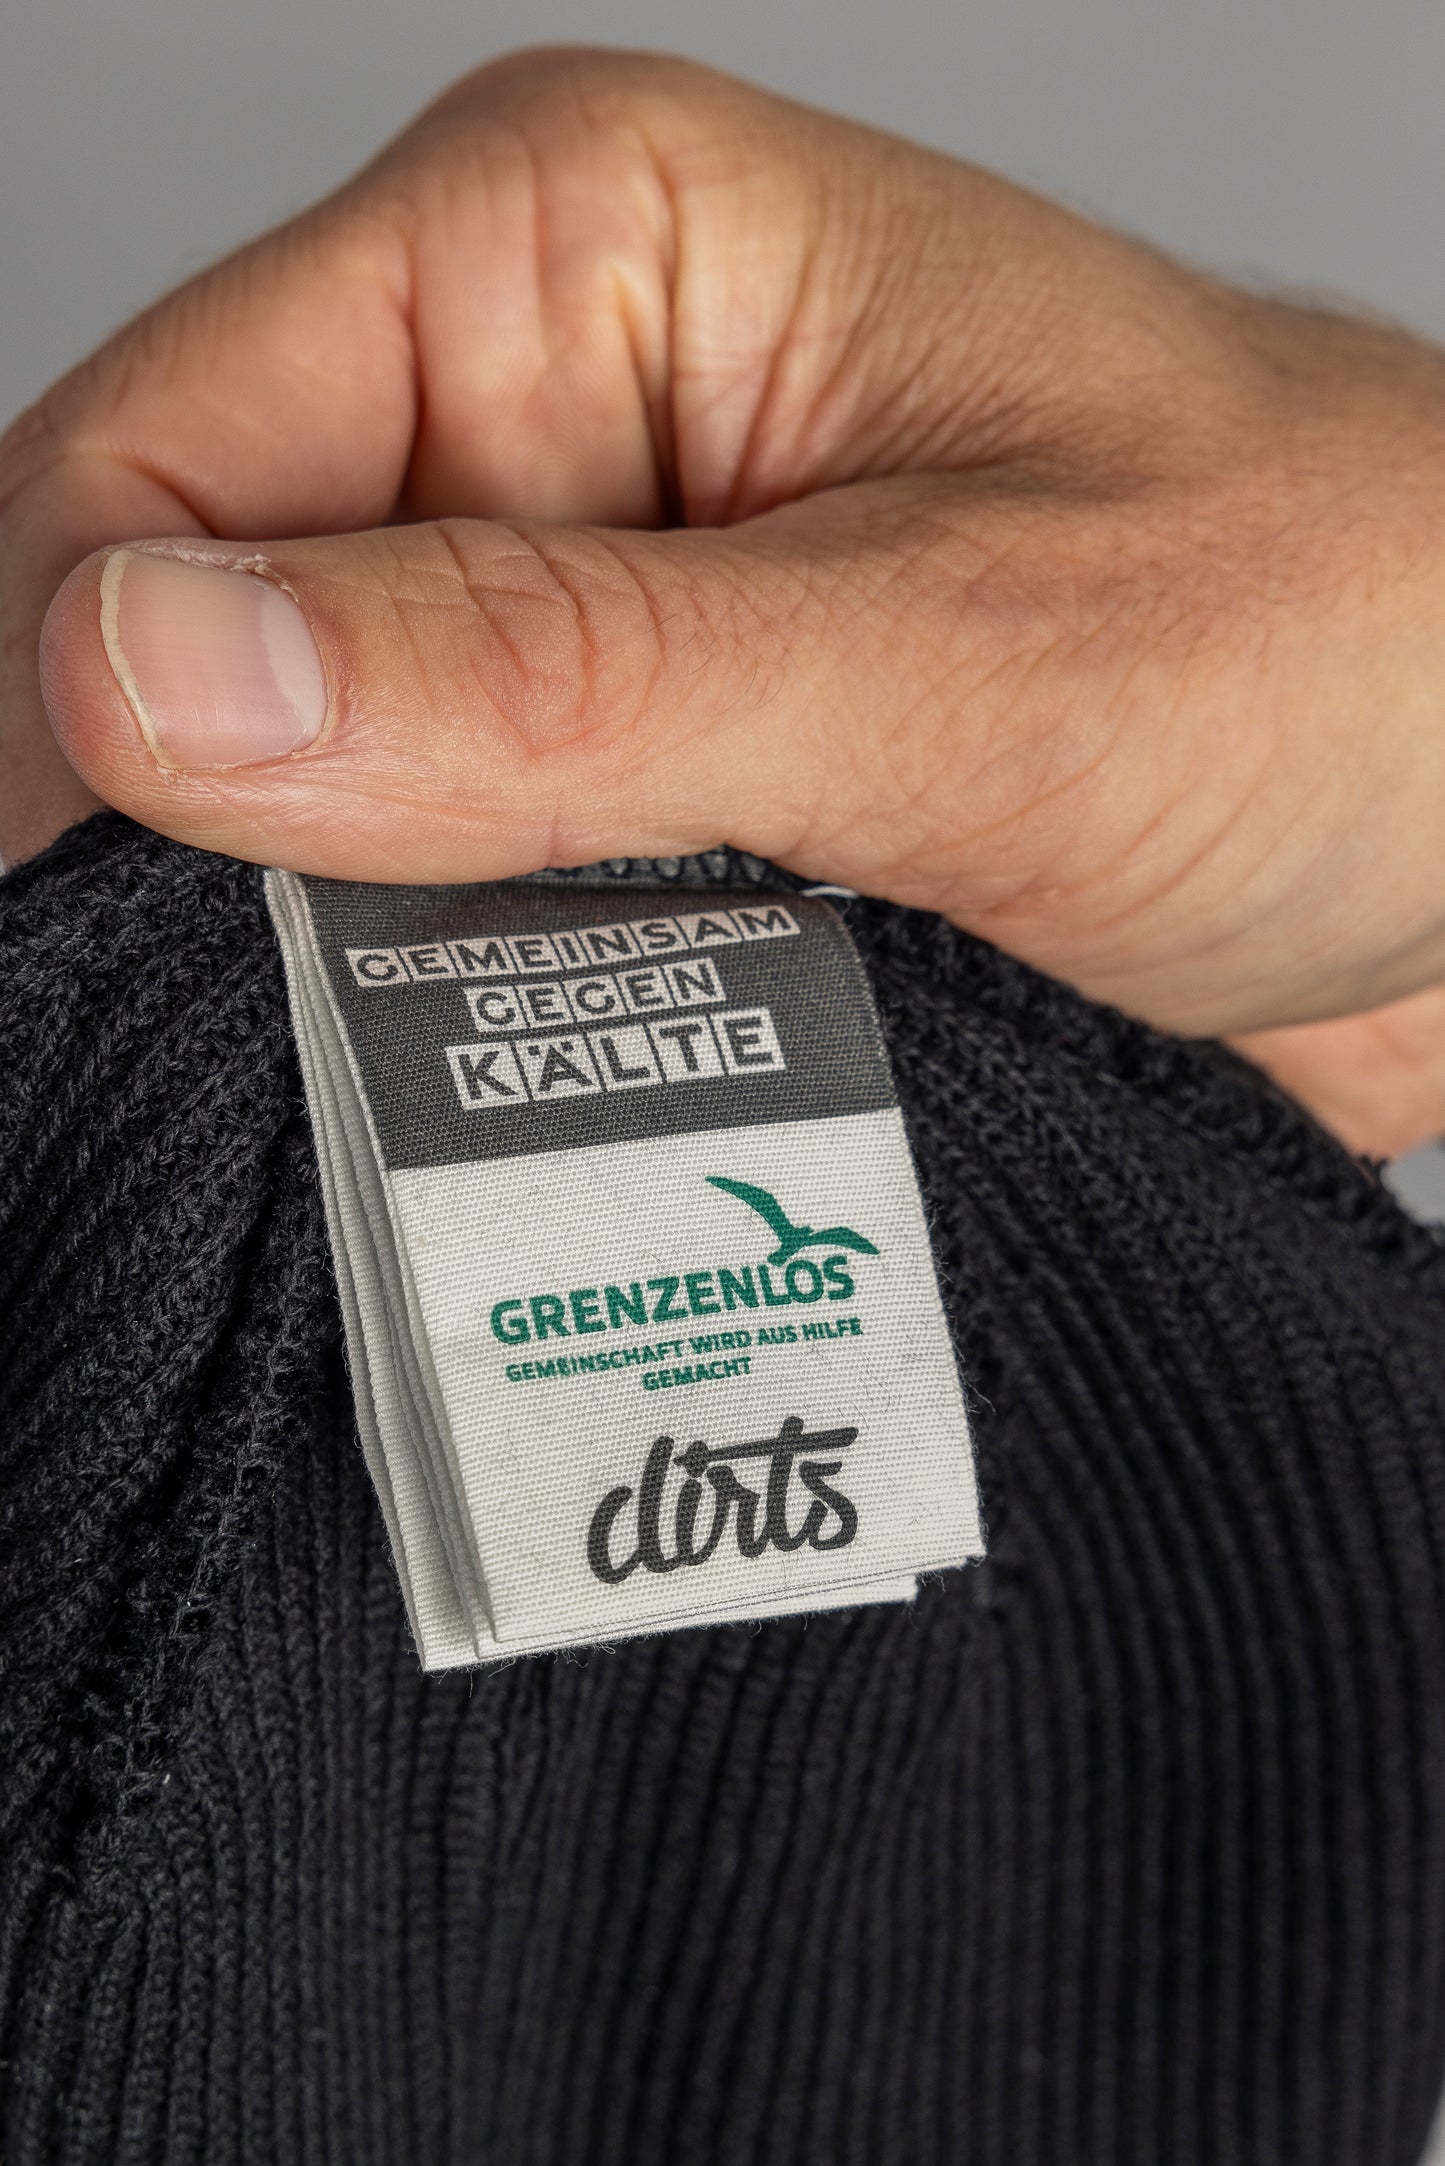 GEMEINSAM
GEGEN
KÄLTE
GRENZENLOS
GEMEINSCHAFT WIRD AUS HILFE
GEMACHT
dirts